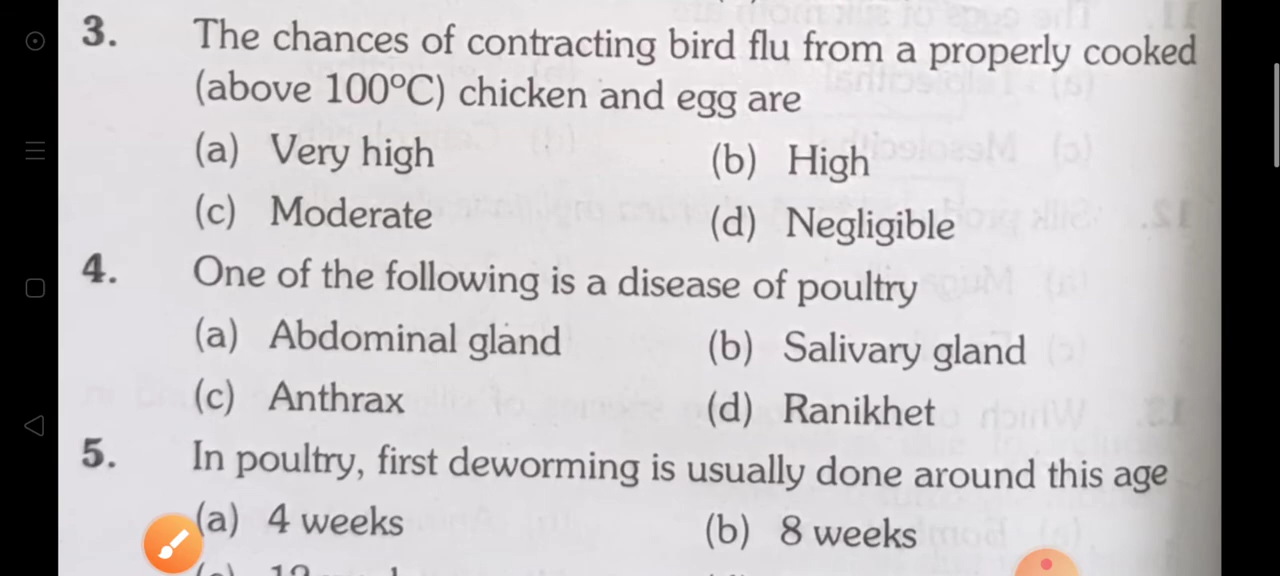 3. The chances of contracting bird flu from a properly cooked
(above 100°C) chicken and egg are
(a) Very high (b) High
(c) Moderate (d) Negligible
4. One of the following is a disease of poultry
(a) Abdominal gland (b) Salivary gland
(c) Anthrax (d) Ranikhet
5. In poultry, first deworming is usually done around this age
(a) 4 weeks (b) 8 weeks